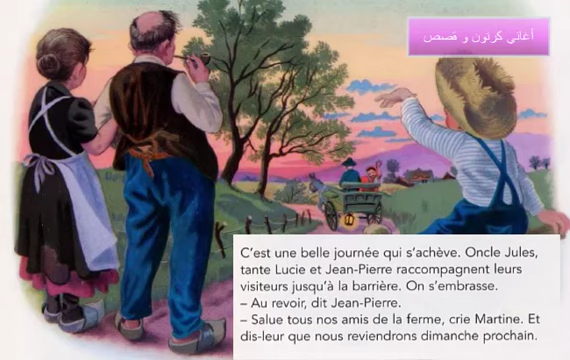 أغاني كرتون و قصص
C'est une belle journée qui s'achève. Oncle Jules,
tante Lucie et Jean-Pierre raccompagnent leurs
visiteurs jusqu'à la barrière. On s'embrasse.
– Au revoir, dit Jean-Pierre.
– Salue tous nos amis de la ferme, crie Martine. Et
dis-leur que nous reviendrons dimanche prochain.